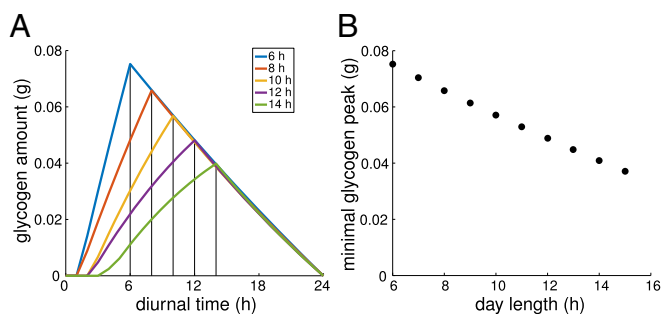 A
glycogen amount (g)
0.08
0.06
0.04
0.02
0
0
6
12
18
24
diurnal time (h)
6 h
8 h
10 h
12 h
14 h
B
minimal glycogen peak (g)
0.08
0.06
0.04
0.02
0
6
8
10
12
14
16
day length (h)